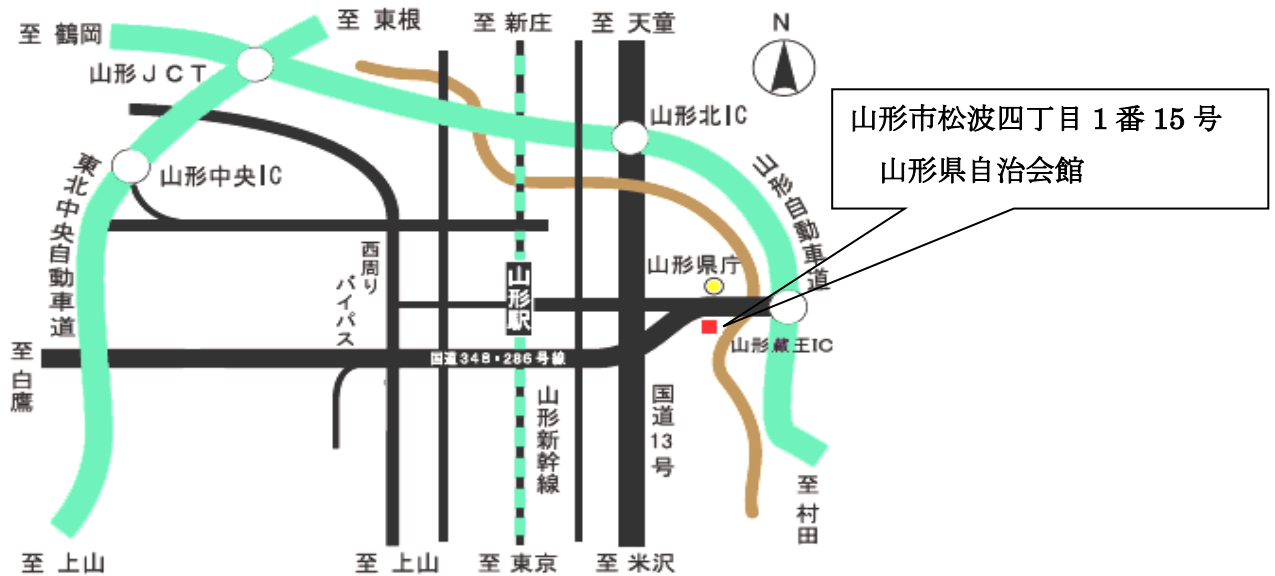 至 鶴岡
至 東根
至 新庄
至 天童
N
山形JCT
山形北IC
山形市松波四丁目1番15号
山形県自治会館
山形中央IC
東北中央自動車道
山形自動車道
西周り
バイパス
山形駅
山形県庁
山形蔵王IC
至 白鷹
国道348・286号線
山形新幹線
国道13号
至 村田
至 上山
至 上山
至 東京
至 米沢